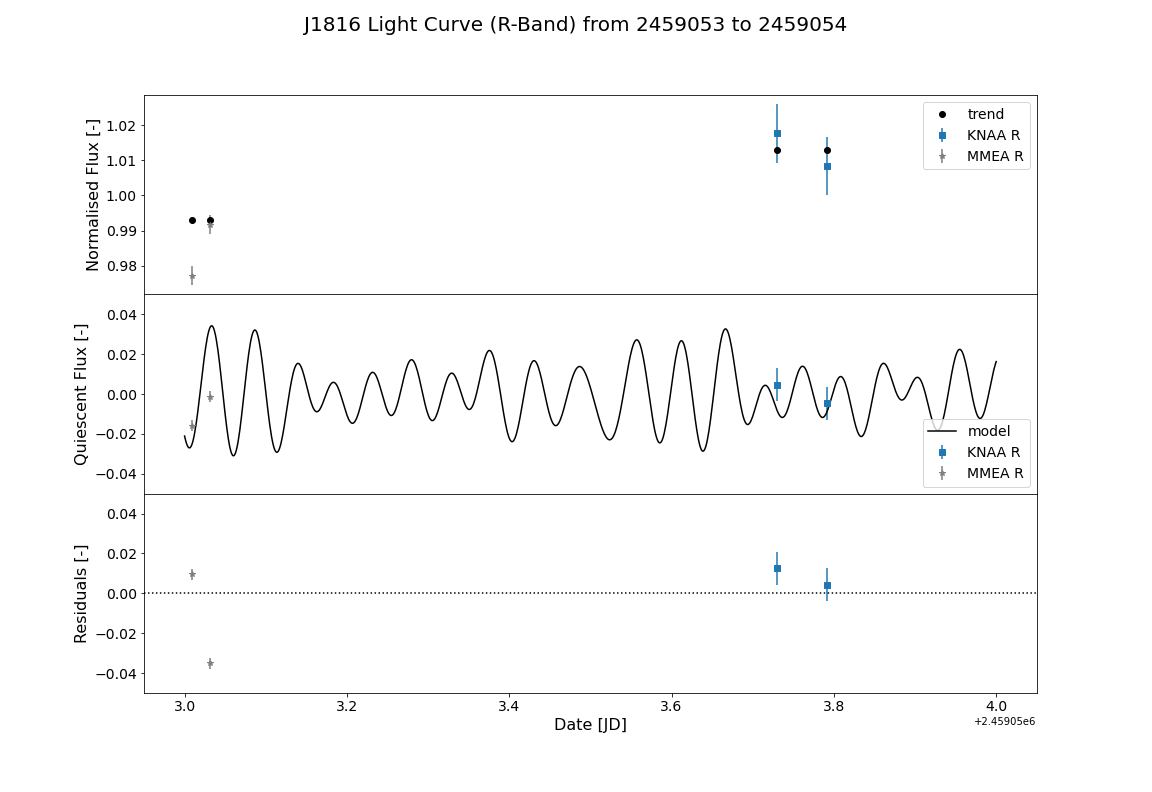 J1816 Light Curve (R-Band) from 2459053 to 2459054
Normalised Flux [-]
1.02
1.01
1.00
0.99
0.98
trend
KNAA R
MMEA R
Quiescent Flux [-]
0.04
0.02
0.00
−0.02
−0.04
model
KNAA R
MMEA R
Residuals [-]
0.04
0.02
0.00
−0.02
−0.04
3.0 3.2 3.4 3.6 3.8 4.0
+2.45905e6
Date [JD]